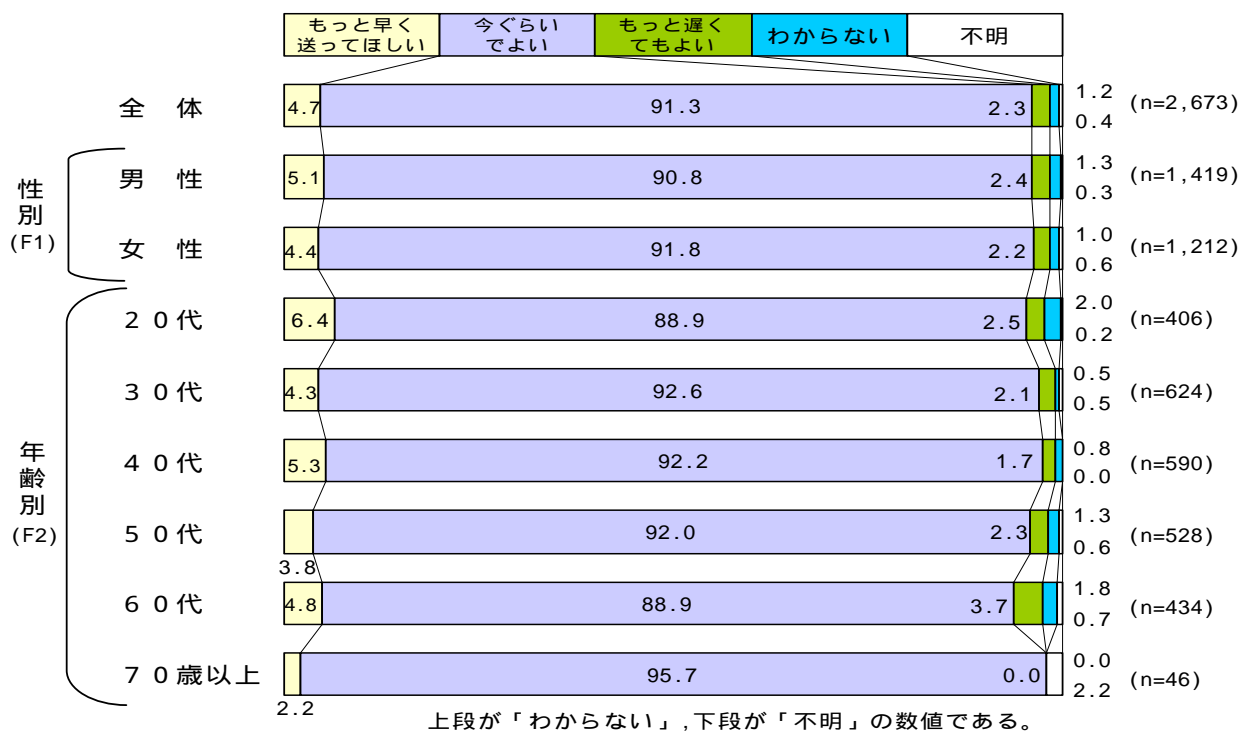 もっと早く 今ぐらい もっと遅く わからない 不明
送ってほしい でよい てもよい
全 体 4.7 91.3 2.3 1.2 (n=2,673)
0.4
性別 (F1)
男 性 5.1 90.8 2.4 1.3 (n=1,419)
0.3
女 性 4.4 91.8 2.2 1.0 (n=1,212)
0.6
年齢別 (F2)
20代 6.4 88.9 2.5 2.0 (n=406)
0.2
30代 4.3 92.6 2.1 0.5 (n=624)
0.5
40代 5.3 92.2 1.7 0.8 (n=590)
0.0
50代 92.0 2.3 1.3 (n=528)
3.8 0.6
60代 4.8 88.9 3.7 1.8 (n=434)
0.7
70歳以上 95.7 0.0 0.0 (n=46)
2.2 2.2
上段が「わからない」,下段が「不明」の数値である。